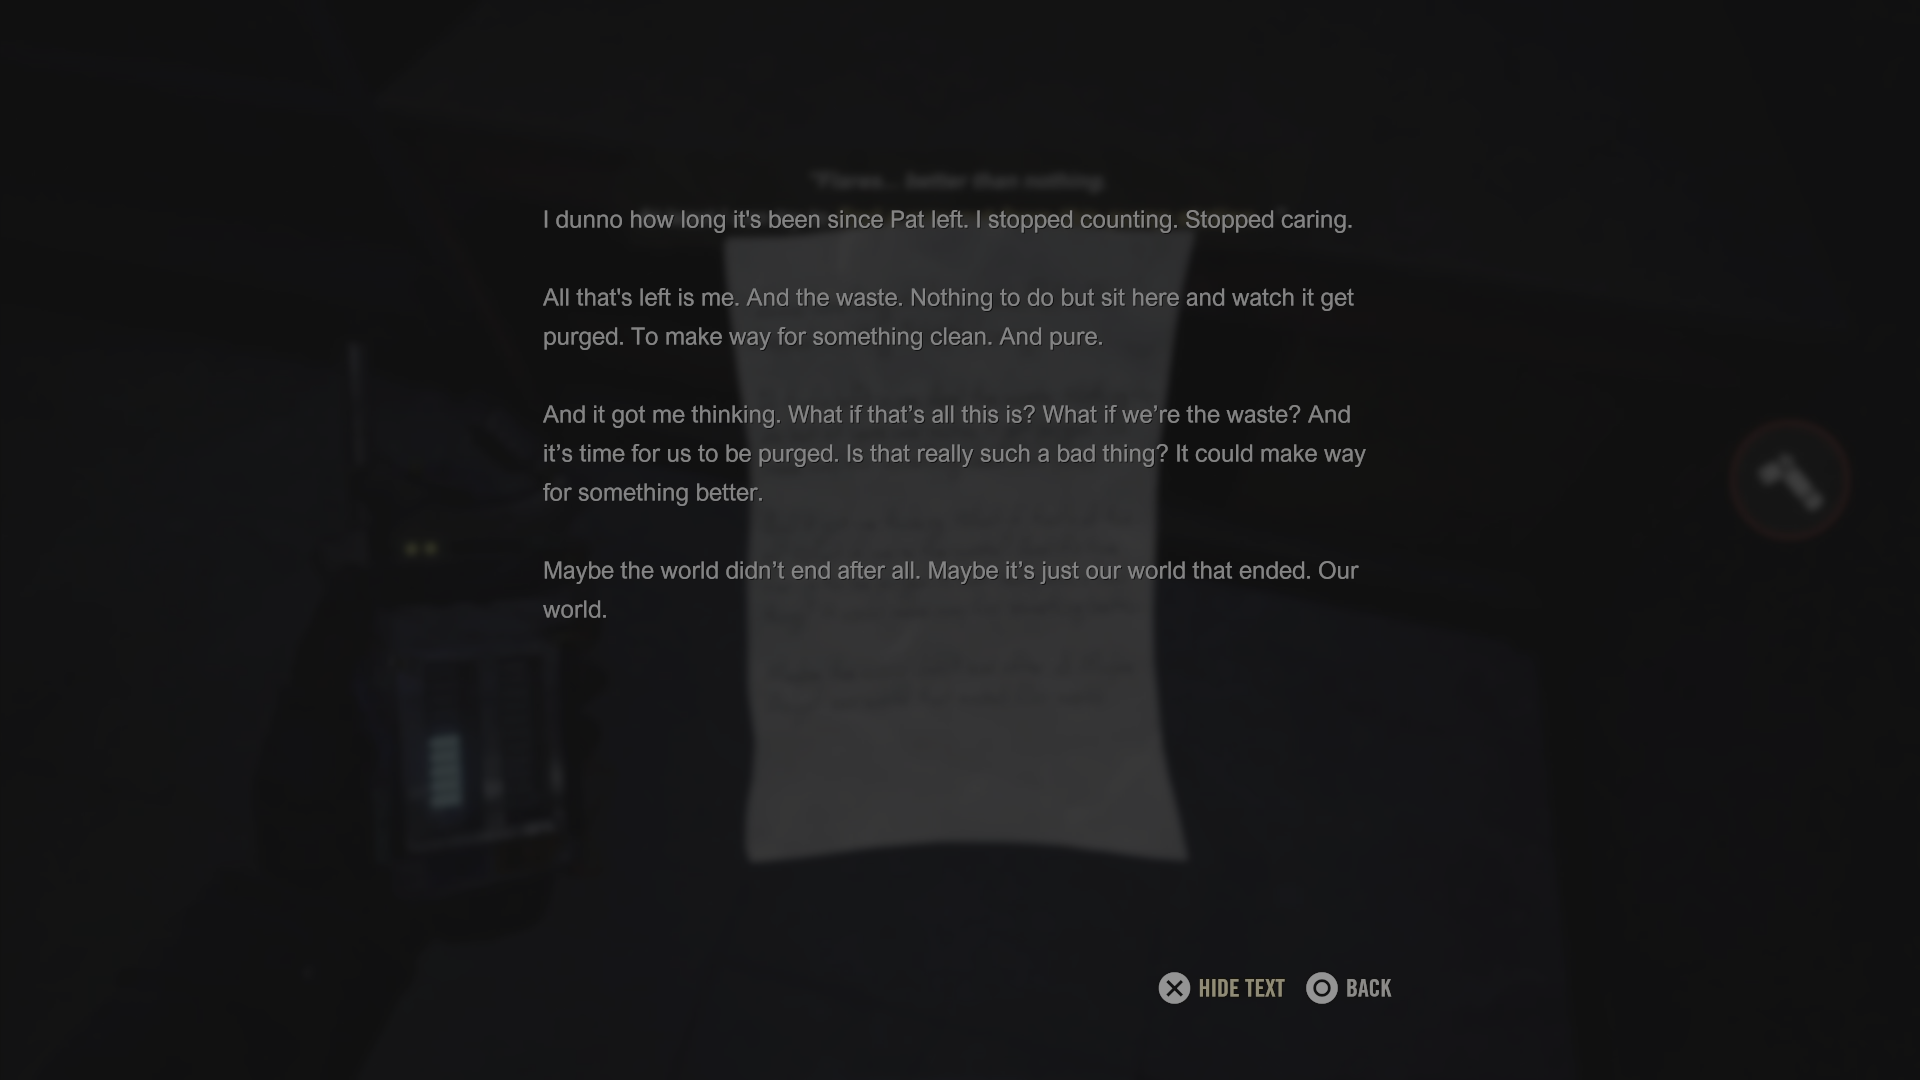 "Flares... better than nothing
I dunno how long it's been since Pat left. I stopped counting. Stopped caring.
All that's left is me. And the waste. Nothing to do but sit here and watch it get
purged. To make way for something clean. And pure.
And it got me thinking. What if that’s all this is? What if we’re the waste? And
it’s time for us to be purged. Is that really such a bad thing? It could make way
for something better.
Maybe the world didn’t end after all. Maybe it’s just our world that ended. Our
world.
HIDE TEXT BACK